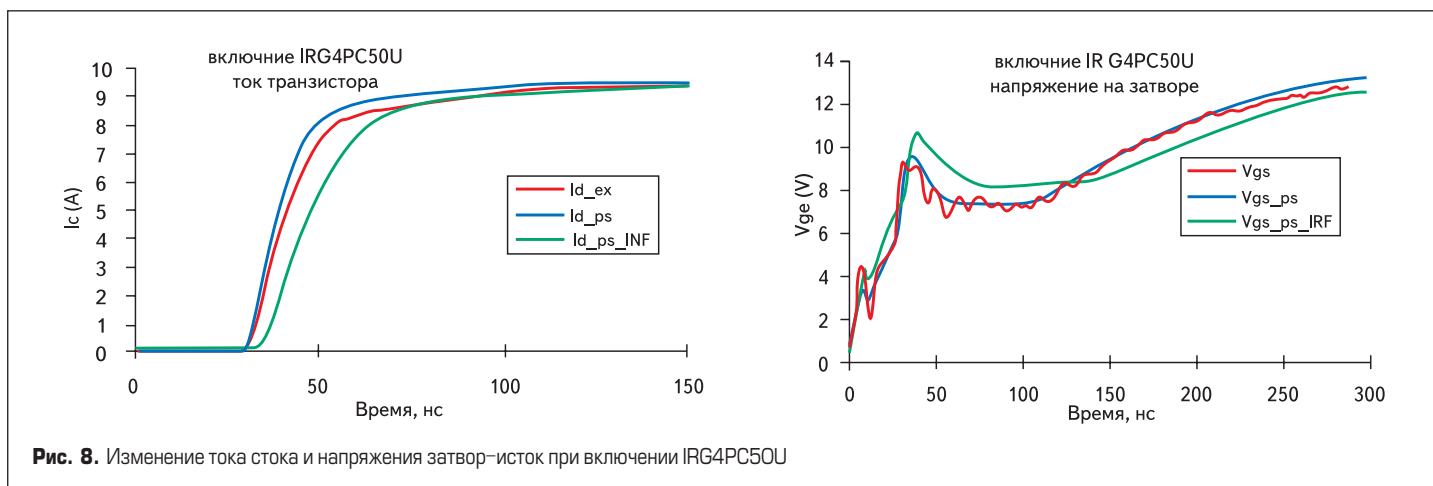 включние IRG4PC50U
ток транзистора
10
9
8
7
6
5
4
3
2
1
0
Ic (A)
Id_ex
Id_ps
Id_ps_INF
0
50
100
150
Время, нс
включение IR G4PC50U
напряжение на затворе
14
12
10
8
6
4
2
0
Vge (V)
Vgs
Vgs_ps
Vgs_ps_IRF
0
50
100
150
200
250
300
Время, нс
Рис. 8. Изменение тока стока и напряжения затвор-исток при включении IRG4PC50U